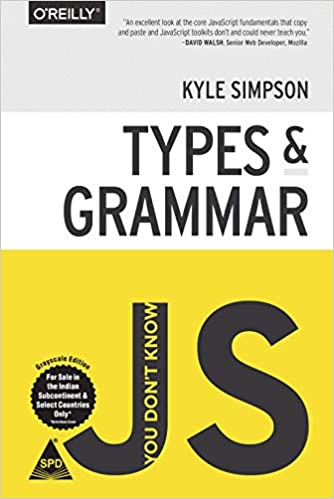 O'REILLY®
"An excellent look at the core JavaScript fundamentals that copy
and paste and JavaScript toolkits don't and could never teach you."
—DAVID WALSH, Senior Web Developer, Mozilla
KYLE SIMPSON
TYPES &
GRAMMAR
YOU DON'T KNOW
JS
Grayscale Edition
For Sale in
the Indian
Subcontinent &
Select Countries
Only*
SPD